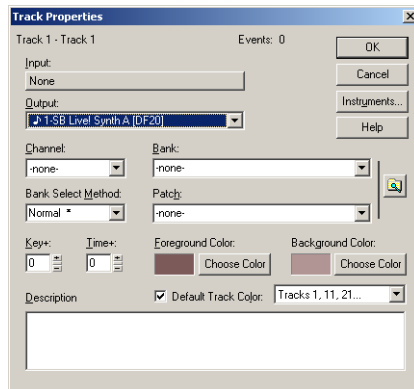 Track Properties
Track 1 - Track 1
Events: 0
OK
Input:
None
Cancel
Output:
1-SB Live! Synth A [DF20]
Instruments...
Help
Channel:
Bank:
-none-
-none-
Bank Select Method:
Patch:
Normal *
-none-
Key+:
Time+:
Foreground Color:
Background Color:
0
0
Choose Color
Choose Color
Description
Default Track Color:
Tracks 1, 11, 21...